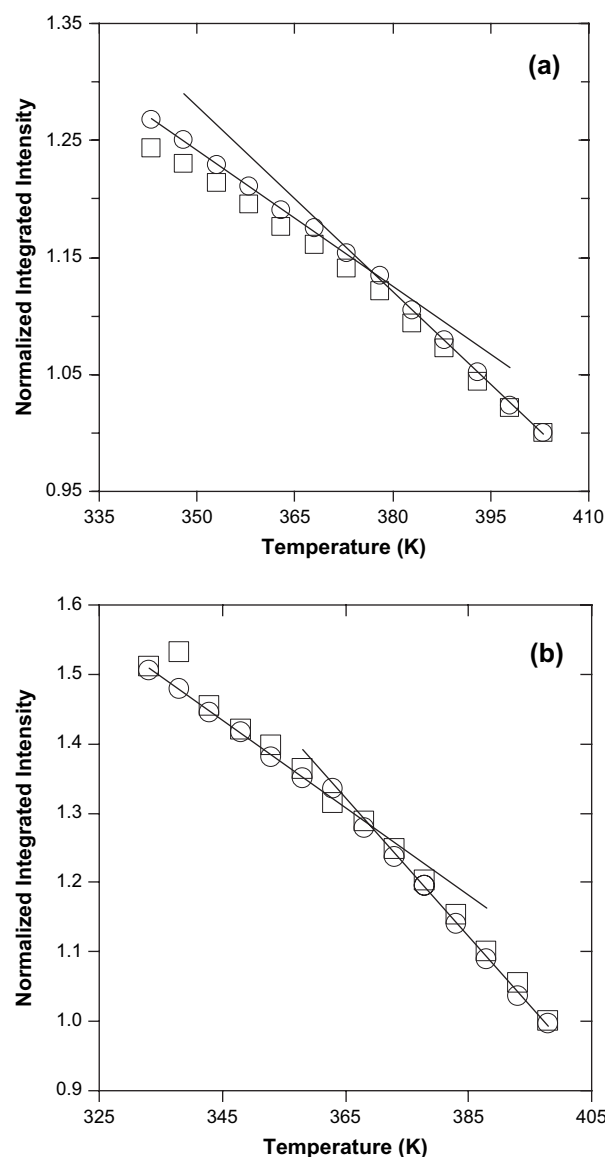 1.35
(a)
1.25
1.15
1.05
0.95
Normalized Integrated Intensity
335 350 365 380 395 410
Temperature (K)
1.6
(b)
1.5
1.4
1.3
1.2
1.1
1.0
0.9
Normalized Integrated Intensity
325 345 365 385 405
Temperature (K)